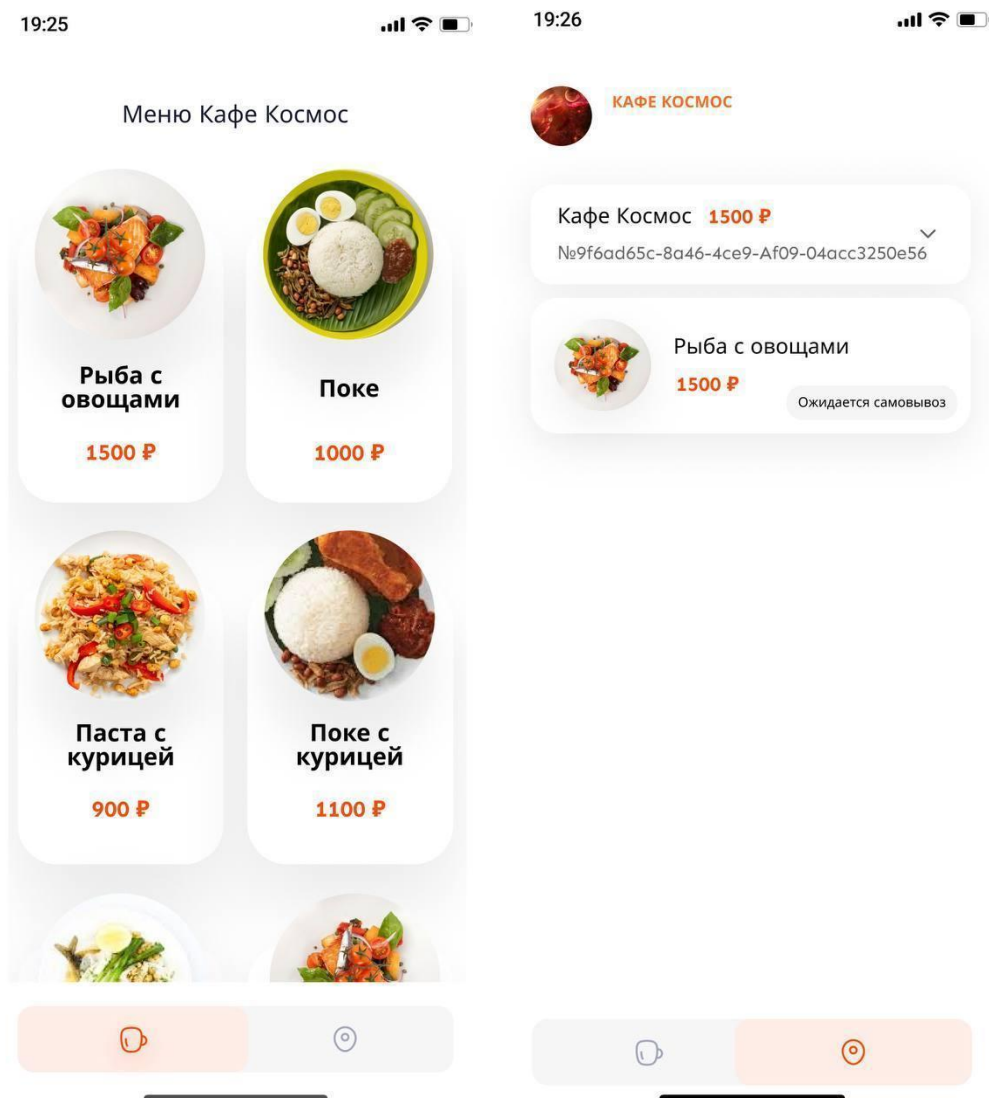 19:25
Меню Кафе Космос
Рыба с
овощами
1500 ₽
Поке
1000 ₽
Паста с
курицей
900 ₽
Поке с
курицей
1100 ₽
19:26
КАФЕ КОСМОС
Кафе Космос 1500 ₽
№9f6ad65c-8a46-4ce9-Af09-04acc3250e56
Рыба с овощами
1500 ₽
Ожидается самовывоз